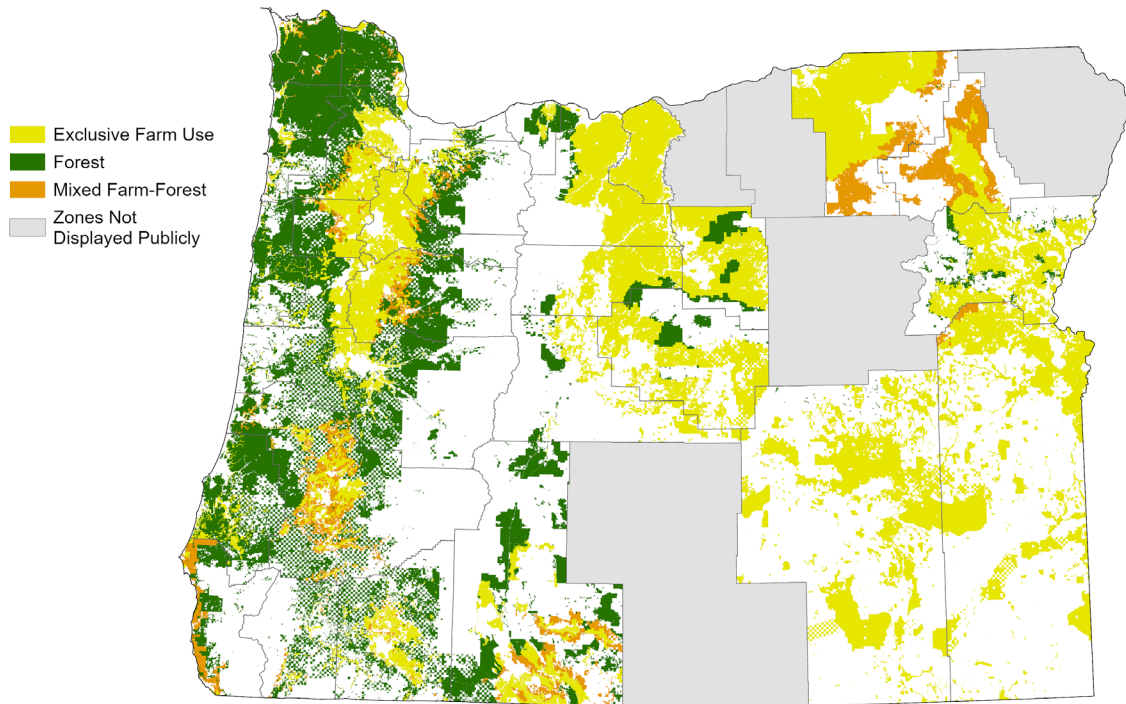 Exclusive Farm Use
Forest
Mixed Farm-Forest
Zones Not
Displayed Publicly